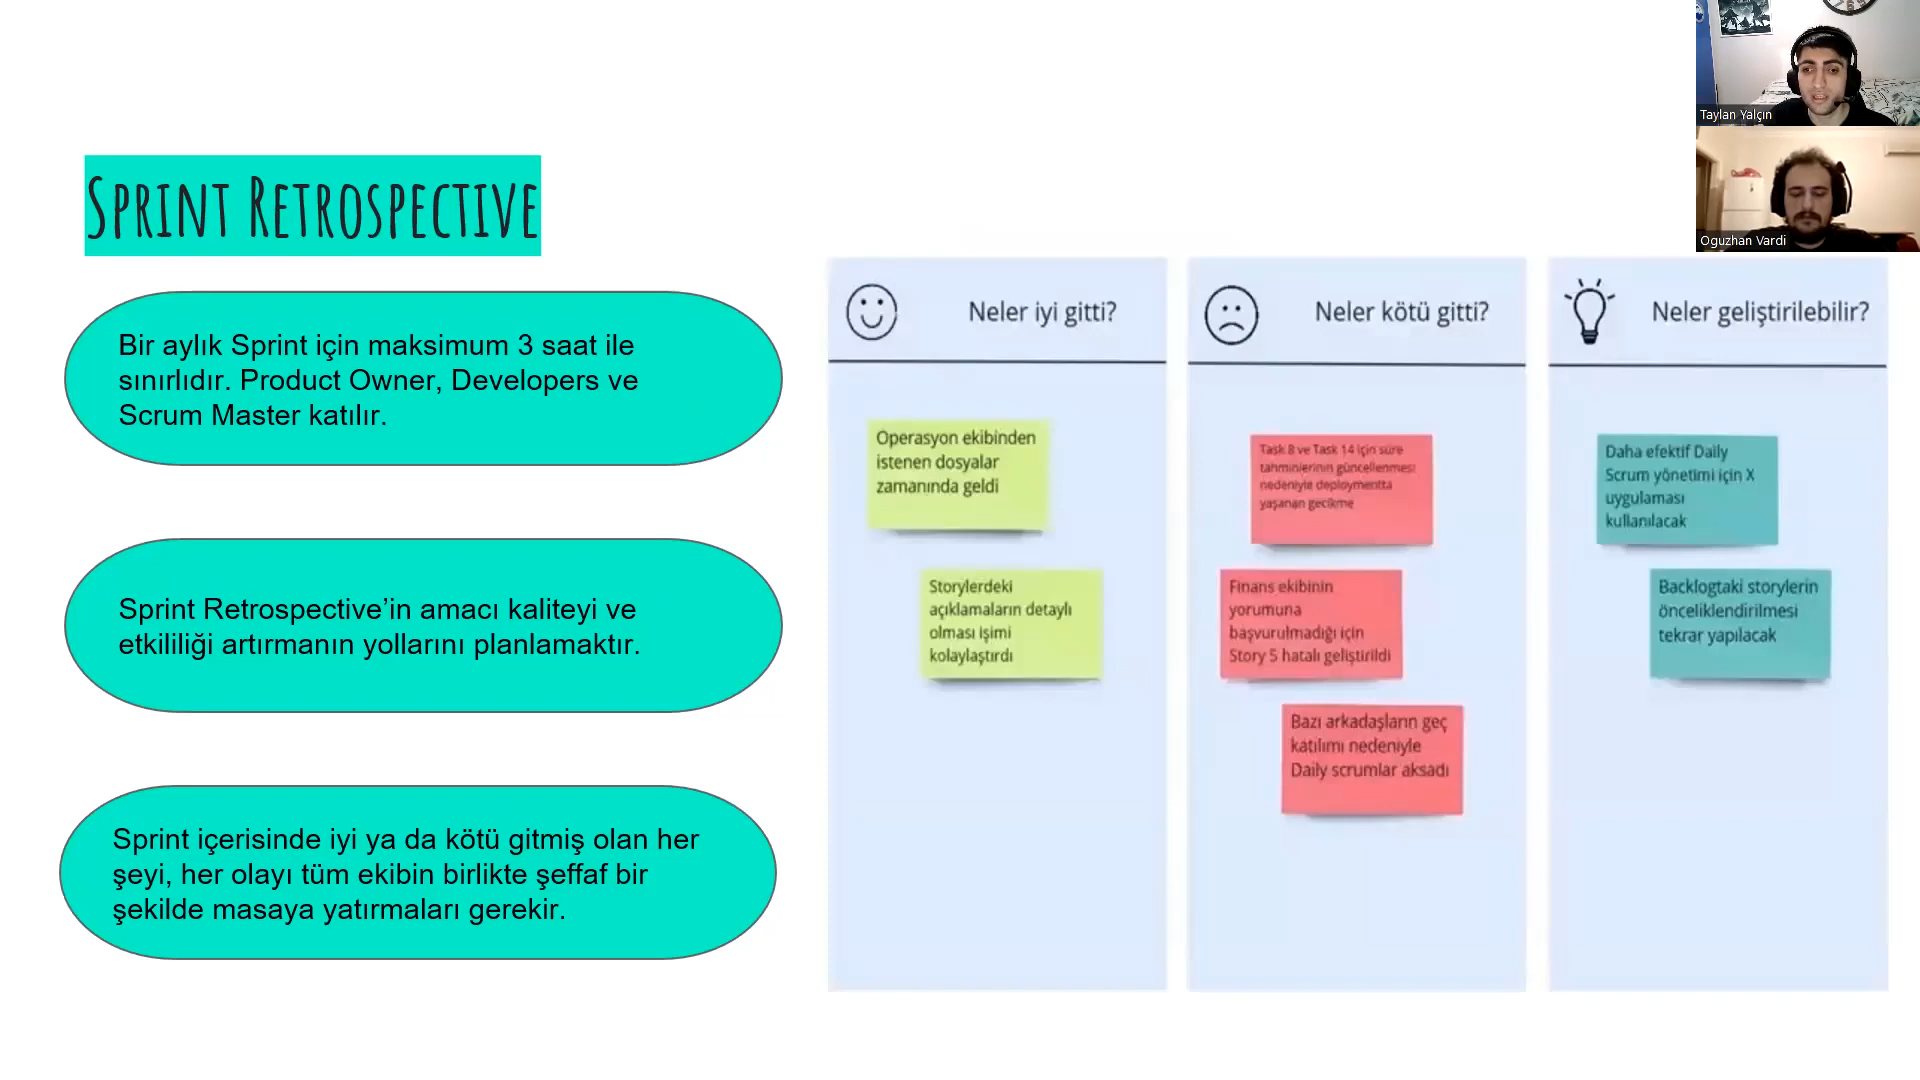 Sprint Retrospective
Bir aylık Sprint için maksimum 3 saat ile
sınırlıdır. Product Owner, Developers ve
Scrum Master katılır.
Sprint Retrospective’in amacı kaliteyi ve
etkililiği artırmanın yollarını planlamaktır.
Sprint içerisinde iyi ya da kötü gitmiş olan her
şeyi, her olayı tüm ekibin birlikte şeffaf bir
şekilde masaya yatırmaları gerekir.
Neler iyi gitti?
Operasyon ekibinden
istenen dosyalar
zamanında geldi
Storylerdeki
açıklamaların detaylı
olması işimi
kolaylaştırdı
Neler kötü gitti?
Task 8 ve Task 14 için süre
tahminlerinin güncellenmesi
nedeniyle deploymentta
yaşanan gecikme
Finans ekibinin
yorumuna
başvurulmadığı için
Story 5 hatalı geliştirildi
Bazı arkadaşların geç
katılımı nedeniyle
Daily scrumlar aksadı
Neler geliştirilebilir?
Daha efektif Daily
Scrum yönetimi için X
uygulaması
kullanılacak
Backlogtaki storylerin
önceliklendirilmesi
tekrar yapılacak
Taylan Yalçın
Oguzhan Vardi